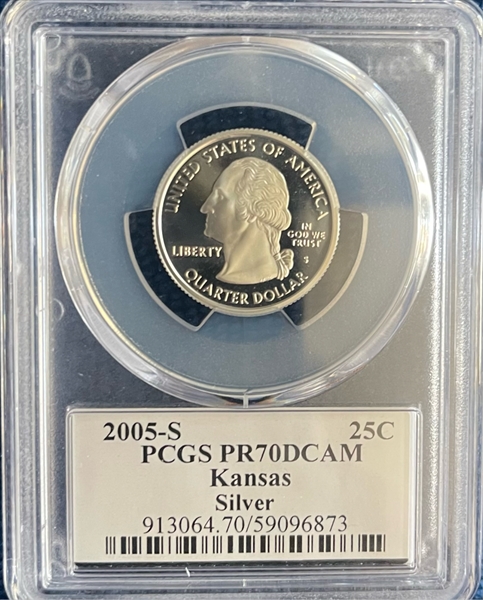 UNITED STATES OF AMERICA
LIBERTY
IN
GOD WE
TRUST
S
QUARTER DOLLAR
2005-S 25C
PCGS PR70DCAM
Kansas
Silver
913064.70/59096873